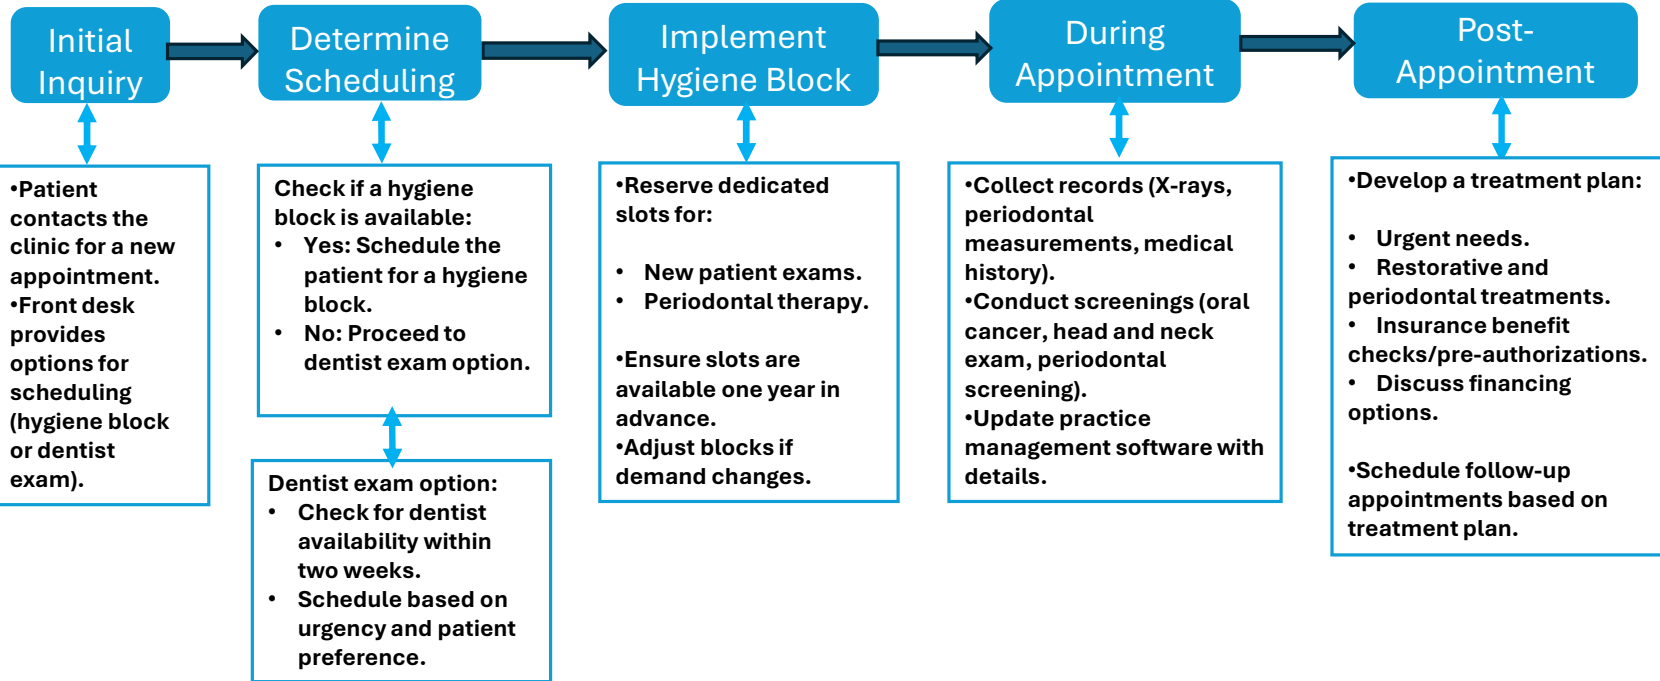 Initial
Inquiry
Determine
Scheduling
Implement
Hygiene Block
During
Appointment
Post-
Appointment
•Patient
contacts the
clinic for a new
appointment.
•Front desk
provides
options for
scheduling
(hygiene block
or dentist
exam).
Check if a hygiene
block is available:
• Yes: Schedule the
patient for a hygiene
block.
• No: Proceed to
dentist exam option.
Dentist exam option:
• Check for dentist
availability within
two weeks.
• Schedule based on
urgency and patient
preference.
•Reserve dedicated
slots for:
• New patient exams.
• Periodontal therapy.
•Ensure slots are
available one year in
advance.
•Adjust blocks if
demand changes.
•Collect records (X-rays,
periodontal
measurements, medical
history).
•Conduct screenings (oral
cancer, head and neck
exam, periodontal
screening).
•Update practice
management software with
details.
•Develop a treatment plan:
• Urgent needs.
• Restorative and
periodontal treatments.
• Insurance benefit
checks/pre-authorizations.
• Discuss financing
options.
•Schedule follow-up
appointments based on
treatment plan.